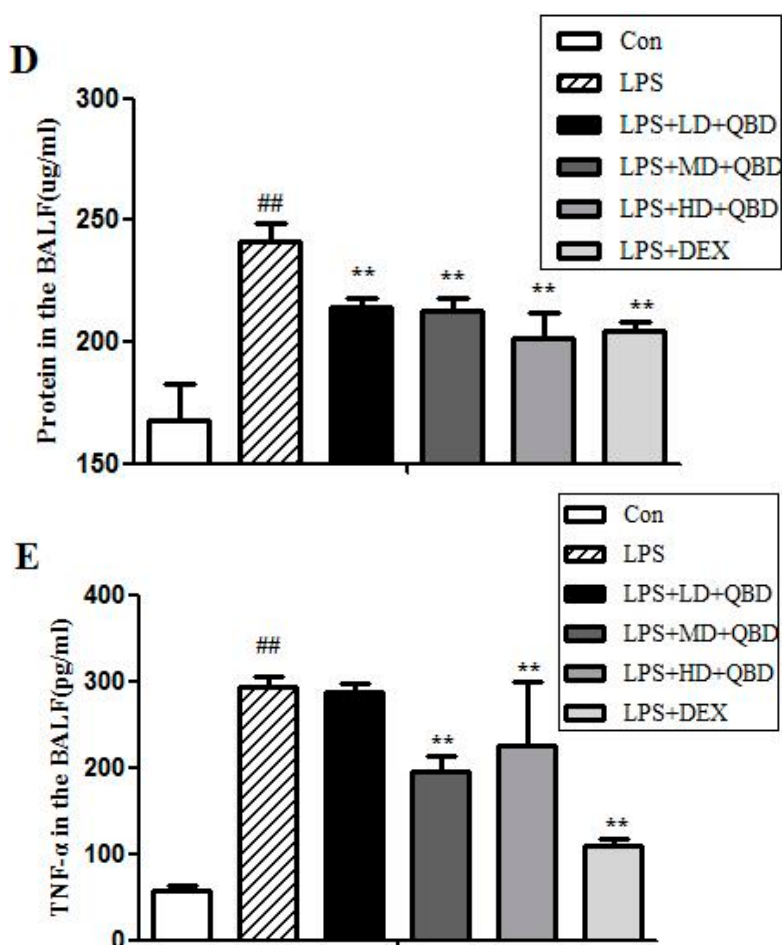 D
Con
LPS
LPS+LD+QBD
LPS+MD+QBD
LPS+HD+QBD
LPS+DEX
Protein in the BALF(ug/ml)
300
250
200
150
##
**
**
**
**
E
Con
LPS
LPS+LD+QBD
LPS+MD+QBD
LPS+HD+QBD
LPS+DEX
TNF-α in the BALF(pg/ml)
400
300
200
100
0
##
**
**
**